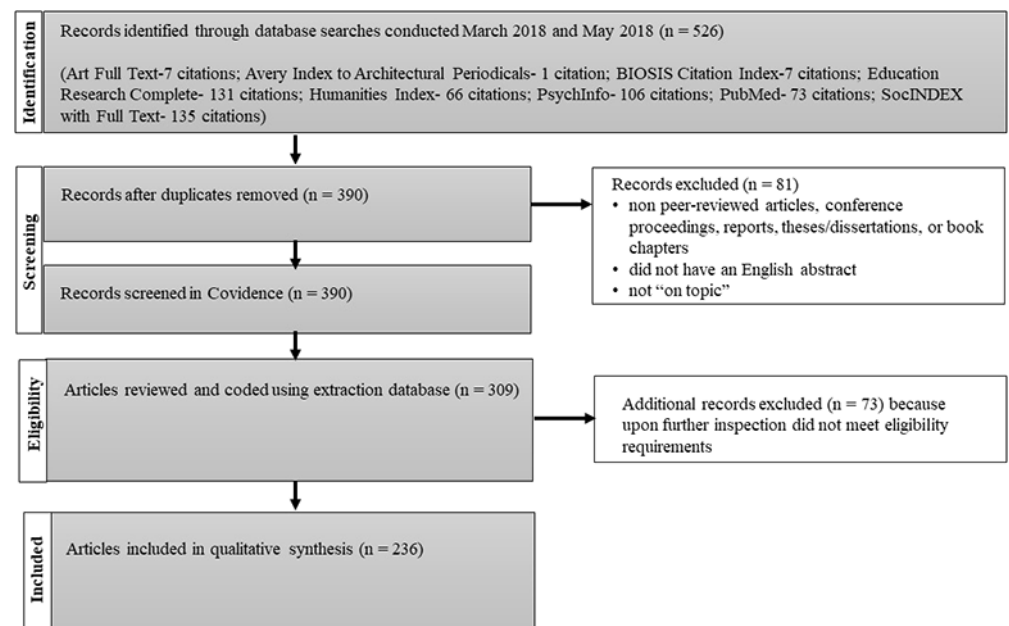 Identification
Records identified through database searches conducted March 2018 and May 2018 (n = 526)
(Art Full Text-7 citations; Avery Index to Architectural Periodicals- 1 citation; BIOSIS Citation Index-7 citations; Education
Research Complete- 131 citations; Humanities Index- 66 citations; PsychInfo- 106 citations; PubMed- 73 citations; SocINDEX
with Full Text- 135 citations)
Screening
Records after duplicates removed (n = 390)
Records excluded (n = 81)
• non peer-reviewed articles, conference
proceedings, reports, theses/dissertations, or book
chapters
• did not have an English abstract
• not “on topic”
Records screened in Covidence (n = 390)
Eligibility
Articles reviewed and coded using extraction database (n = 309)
Additional records excluded (n = 73) because
upon further inspection did not meet eligibility
requirements
Included
Articles included in qualitative synthesis (n = 236)